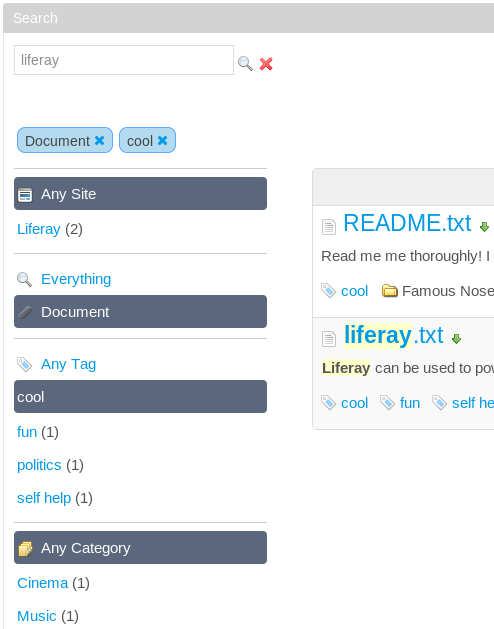 Search
liferay
Document
cool
Any Site
Liferay (2)
Everything
Document
Any Tag
cool
fun (1)
politics (1)
self help (1)
Any Category
Cinema (1)
Music (1)
README.txt
Read me me thoroughly! I
cool Famous Nose
liferay.txt
Liferay can be used to pow
cool fun self he